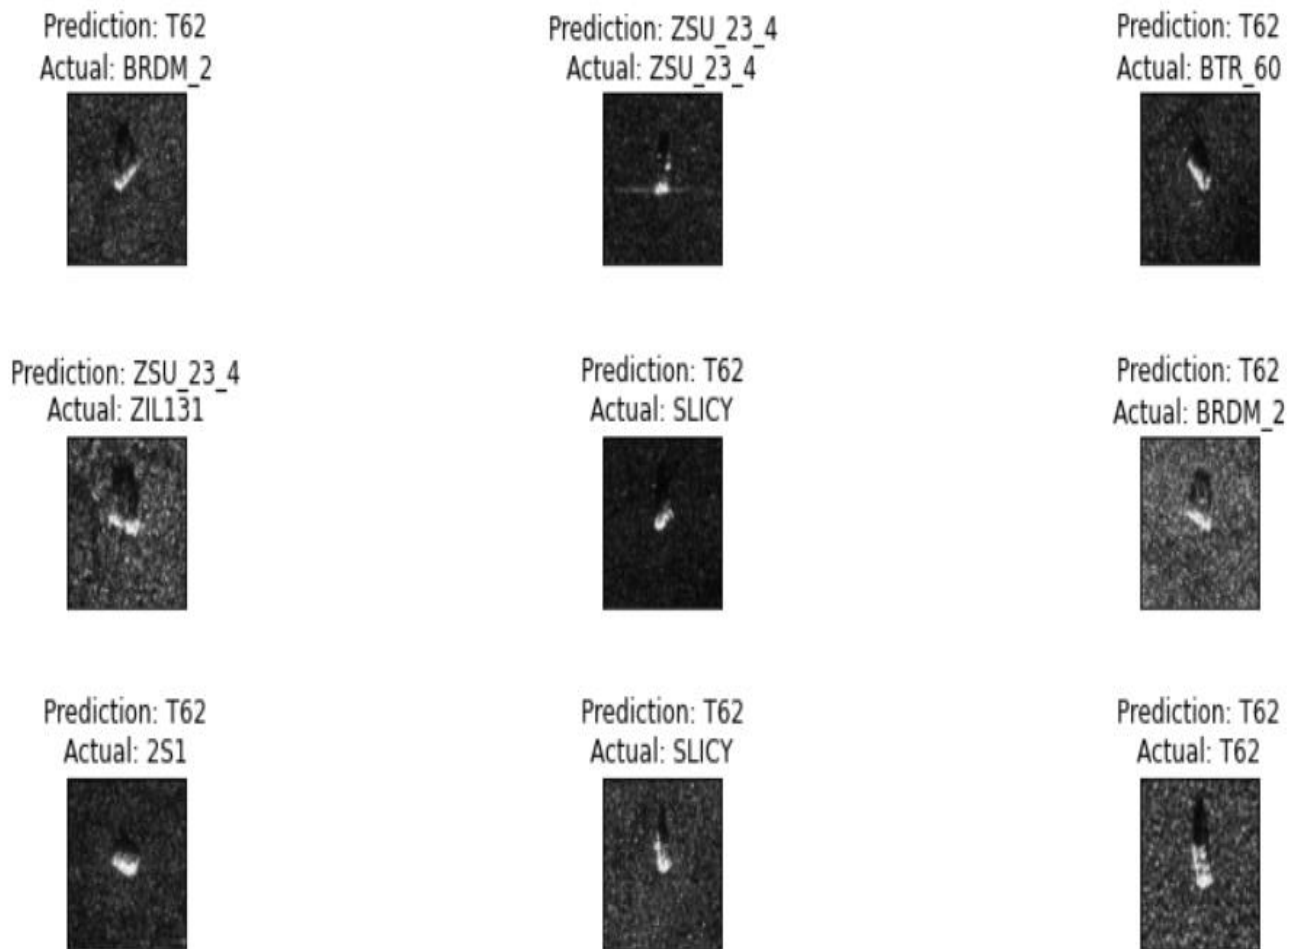 Prediction: T62
Actual: BRDM_2
Prediction: ZSU_23_4
Actual: ZSU_23_4
Prediction: T62
Actual: BTR_60
Prediction: ZSU_23_4
Actual: ZIL131
Prediction: T62
Actual: SLICY
Prediction: T62
Actual: BRDM_2
Prediction: T62
Actual: 2S1
Prediction: T62
Actual: SLICY
Prediction: T62
Actual: T62